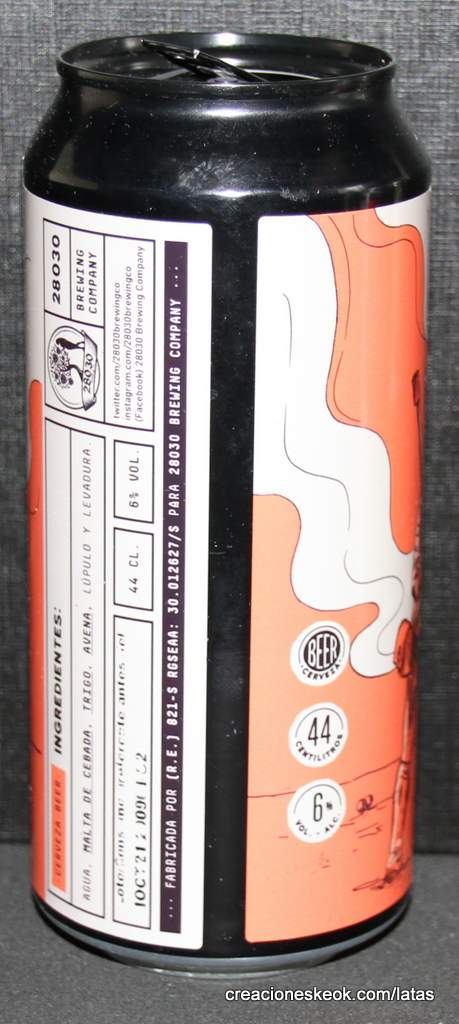 28030
BREWING
COMPANY
twitter.com/28030brewingco
instagram.com/28030brewingco
(Facebook) 28030 Brewing Company
28030
CERVEZA BEER
INGREDIENTES:
AGUA, MALTA DE CEBADA, TRIGO, AVENA, LÚPULO Y LEVADURA.
44 CL.
6% VOL.
... FABRICADA POR (R.E.) 021-S RGSEAA: 30.012627/S PARA 28030 BREWING COMPANY ...
BEER
CERVEZA
44
CENTILITROS
6%
VOL. - ALC.
creacioneskeok.com/latas